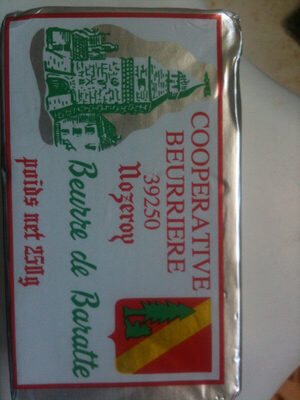 COOPERATIVE
BEURRIERE
39250
Nozeroy
Beurre de Baratte
poids net 250g